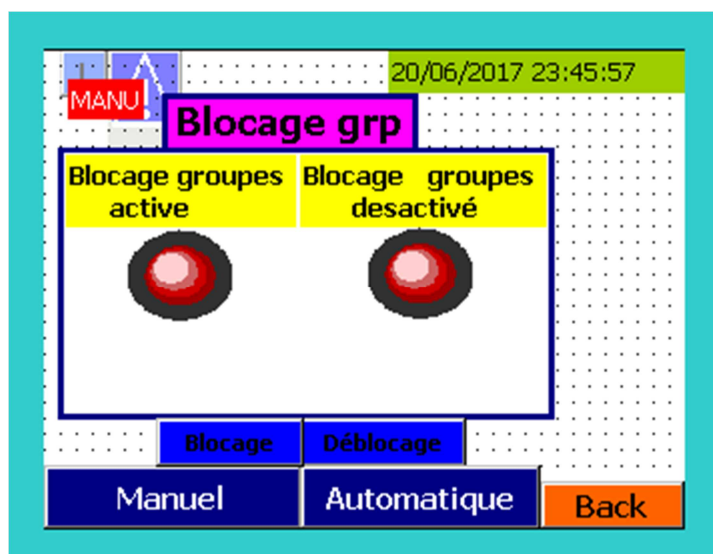 20/06/2017 23:45:57
MANU
Blocage grp
Blocage groupes
active
Blocage groupes
desactivé
Blocage
Déblocage
Manuel
Automatique
Back